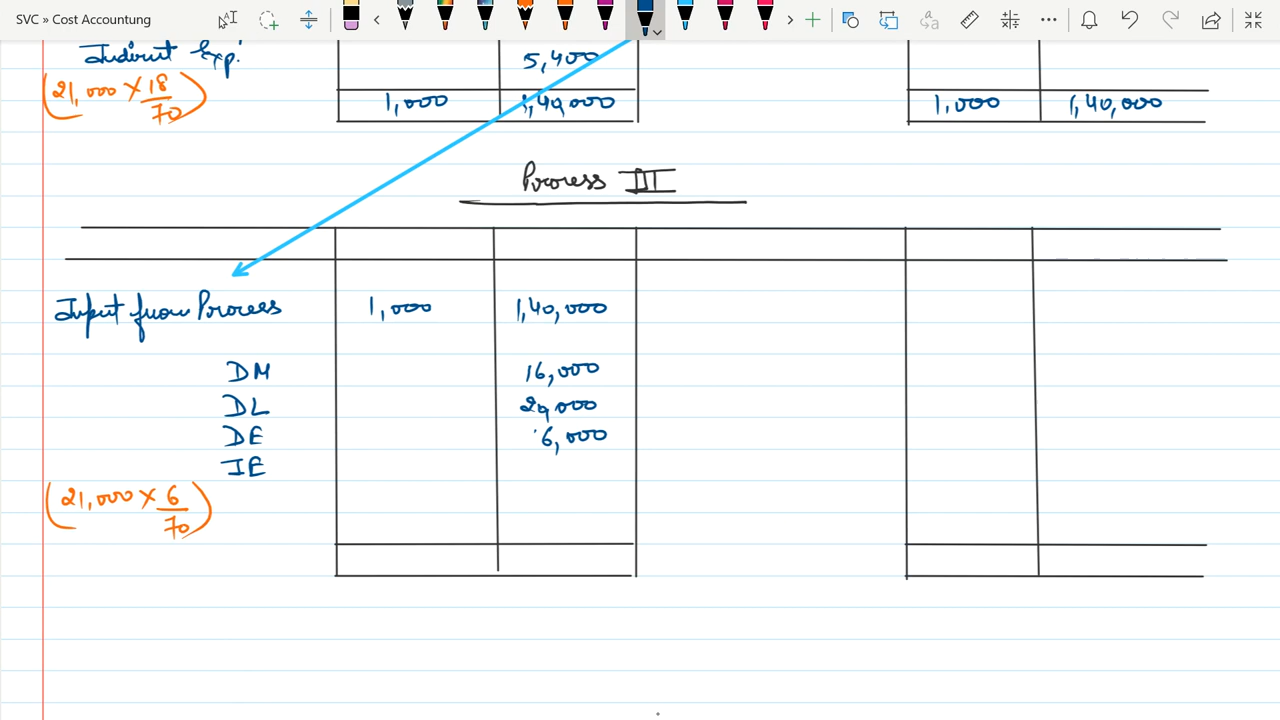 SVC » Cost Accountung
Indirect Exp.
5,400
(21,000 × 18/70)
1,000 1,40,000 1,000 1,40,000
Process III
Input from Process 1,000 1,40,000
DM 16,000
DL 29,000
DE 6,000
IE
(21,000 × 6/70)